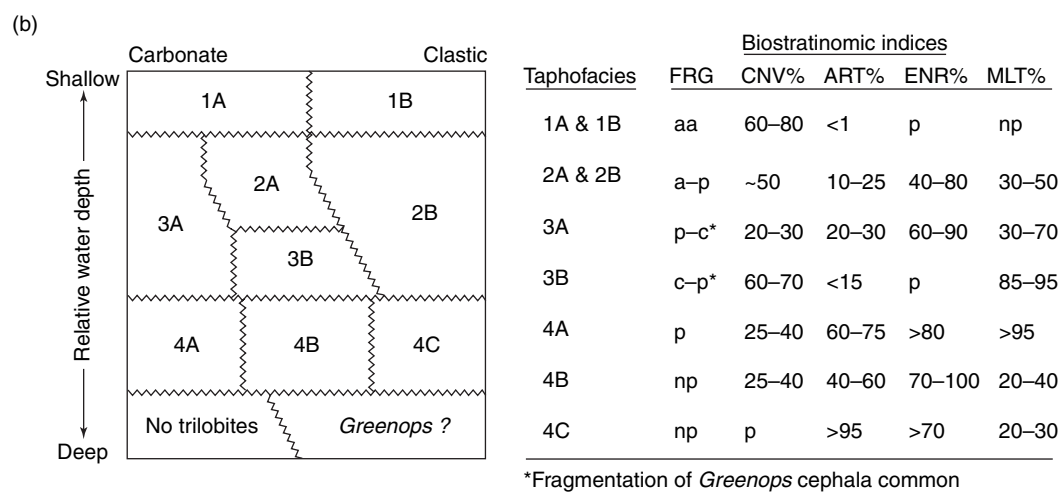 (b)
Carbonate Clastic
Shallow
Relative water depth
Deep
1A 1B
2A
2B
3A
3B
4A 4B 4C
No trilobites Greenops ?
Biostratinomic indices
Taphofacies FRG CNV% ART% ENR% MLT%
1A & 1B aa 60–80 <1 p np
2A & 2B a–p ~50 10–25 40–80 30–50
3A p–c* 20–30 20–30 60–90 30–70
3B c–p* 60–70 <15 p 85–95
4A p 25–40 60–75 >80 >95
4B np 25–40 40–60 70–100 20–40
4C np p >95 >70 20–30
*Fragmentation of Greenops cephala common